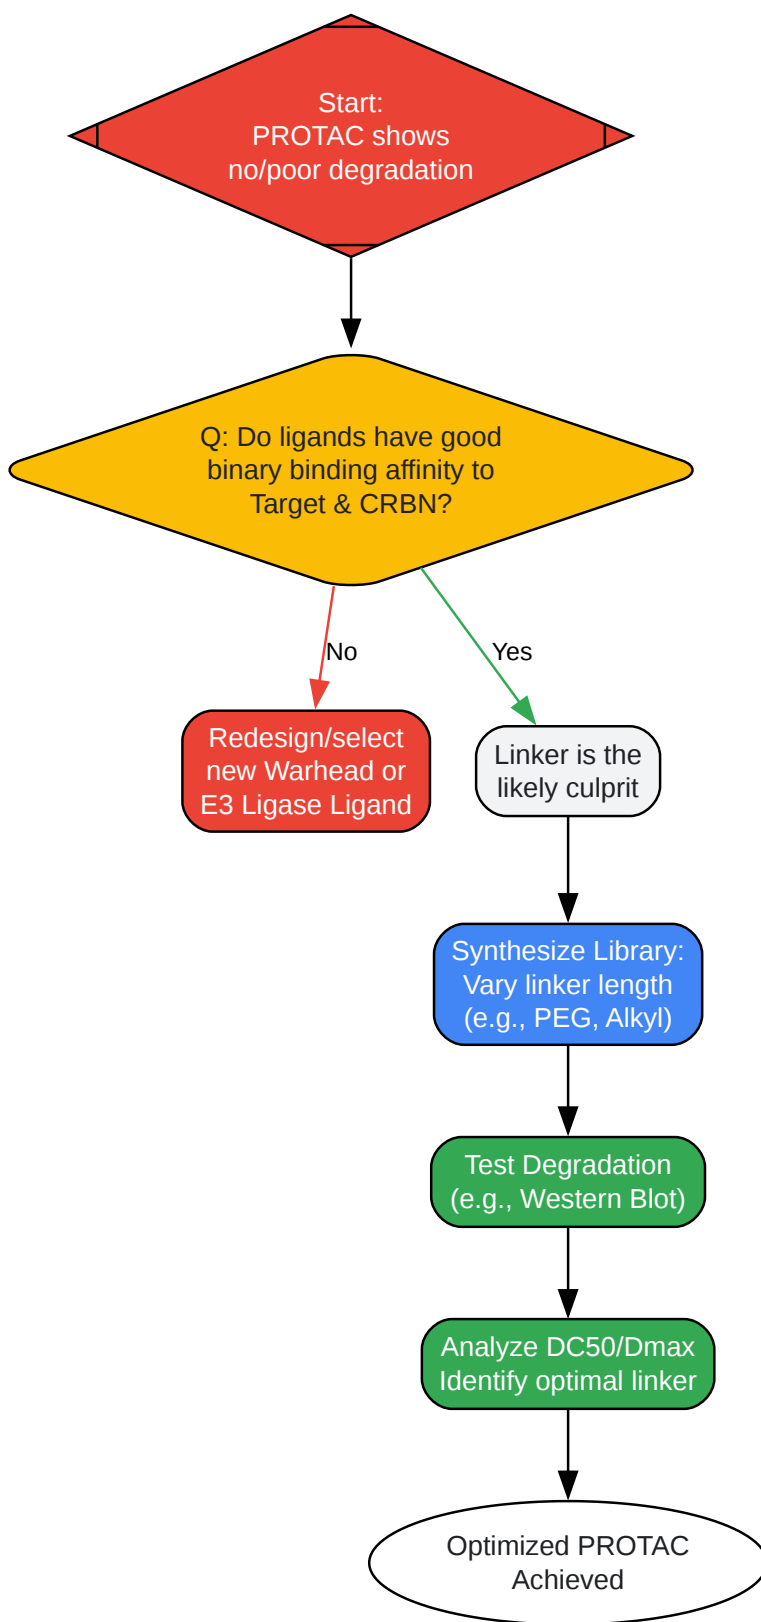 Start:
PROTAC shows
no/poor degradation
Q: Do ligands have good
binary binding affinity to
Target & CRBN?
No
Yes
Redesign/select
new Warhead or
E3 Ligase Ligand
Linker is the
likely culprit
Synthesize Library:
Vary linker length
(e.g., PEG, Alkyl)
Test Degradation
(e.g., Western Blot)
Analyze DC50/Dmax
Identify optimal linker
Optimized PROTAC
Achieved